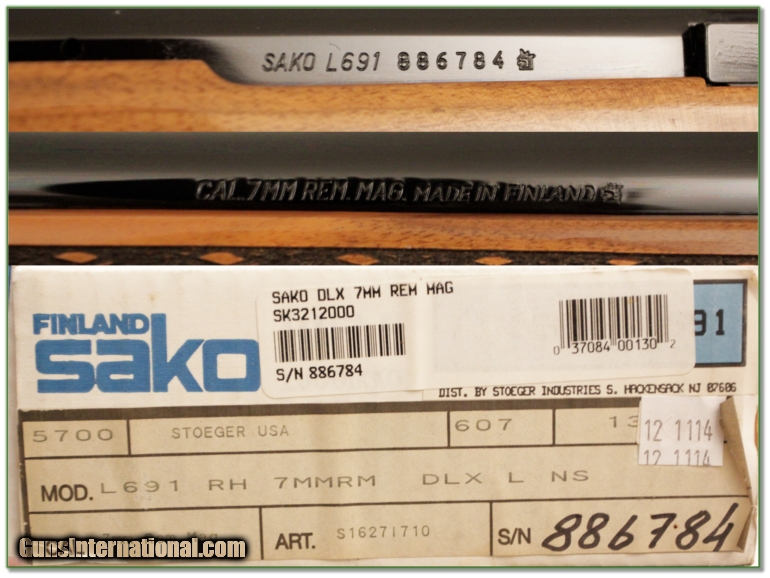 SAKO L691 886784
CAL. 7MM REM. MAG. MADE IN FINLAND
SAKO DLX 7MM REM MAG
SK3212000
S/N 886784
0 37084 00130 2
FINLAND
sako
91
DIST. BY STOEGER INDUSTRIES S. HACKENSACK NJ 07606
5700 STOEGER USA 607 13
12 1114
12 1114
MOD. L691 RH 7MMRM DLX L NS
ART. S1627I710
S/N 886784
GunsInternational.com